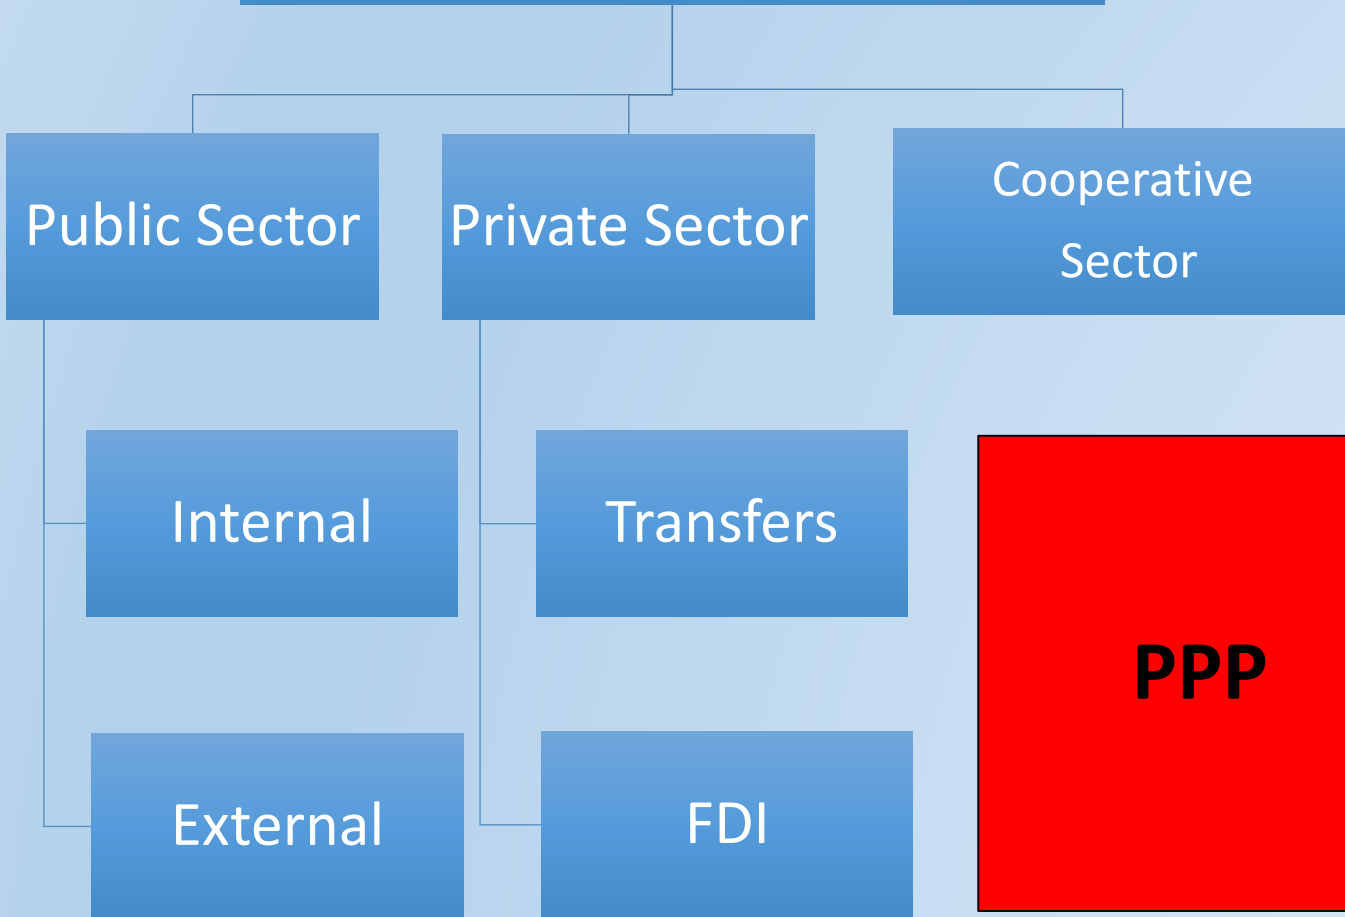 Public Sector
Private Sector
Cooperative
Sector
Internal
Transfers
PPP
External
FDI